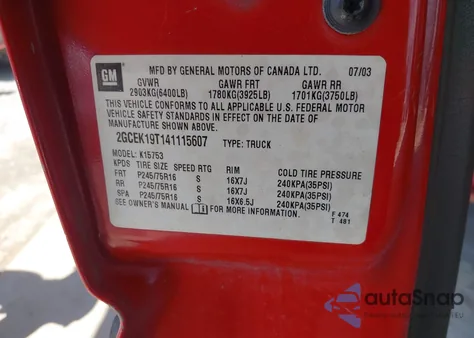 GM
MFD BY GENERAL MOTORS OF CANADA LTD. 07/03
GVWR GAWR FRT GAWR RR
2903KG(6400LB) 1780KG(3925LB) 1701KG(3750LB)
THIS VEHICLE CONFORMS TO ALL APPLICABLE U.S. FEDERAL MOTOR
VEHICLE SAFETY STANDARDS IN EFFECT ON THE DATE OF
MANUFACTURE SHOWN ABOVE.
2GCEK19T141115607 TYPE: TRUCK
MODEL: K15753
KPDS TIRE SIZE SPEED RTG RIM COLD TIRE PRESSURE
FRT P245/75R16 S 16X7J 240KPA(35PSI)
RR P245/75R16 S 16X7J 240KPA(35PSI)
SPA P245/75R16 S 16X6.5J 240KPA(35PSI)
SEE OWNER'S MANUAL FOR MORE INFORMATION. F 474
T 481
autoSnap